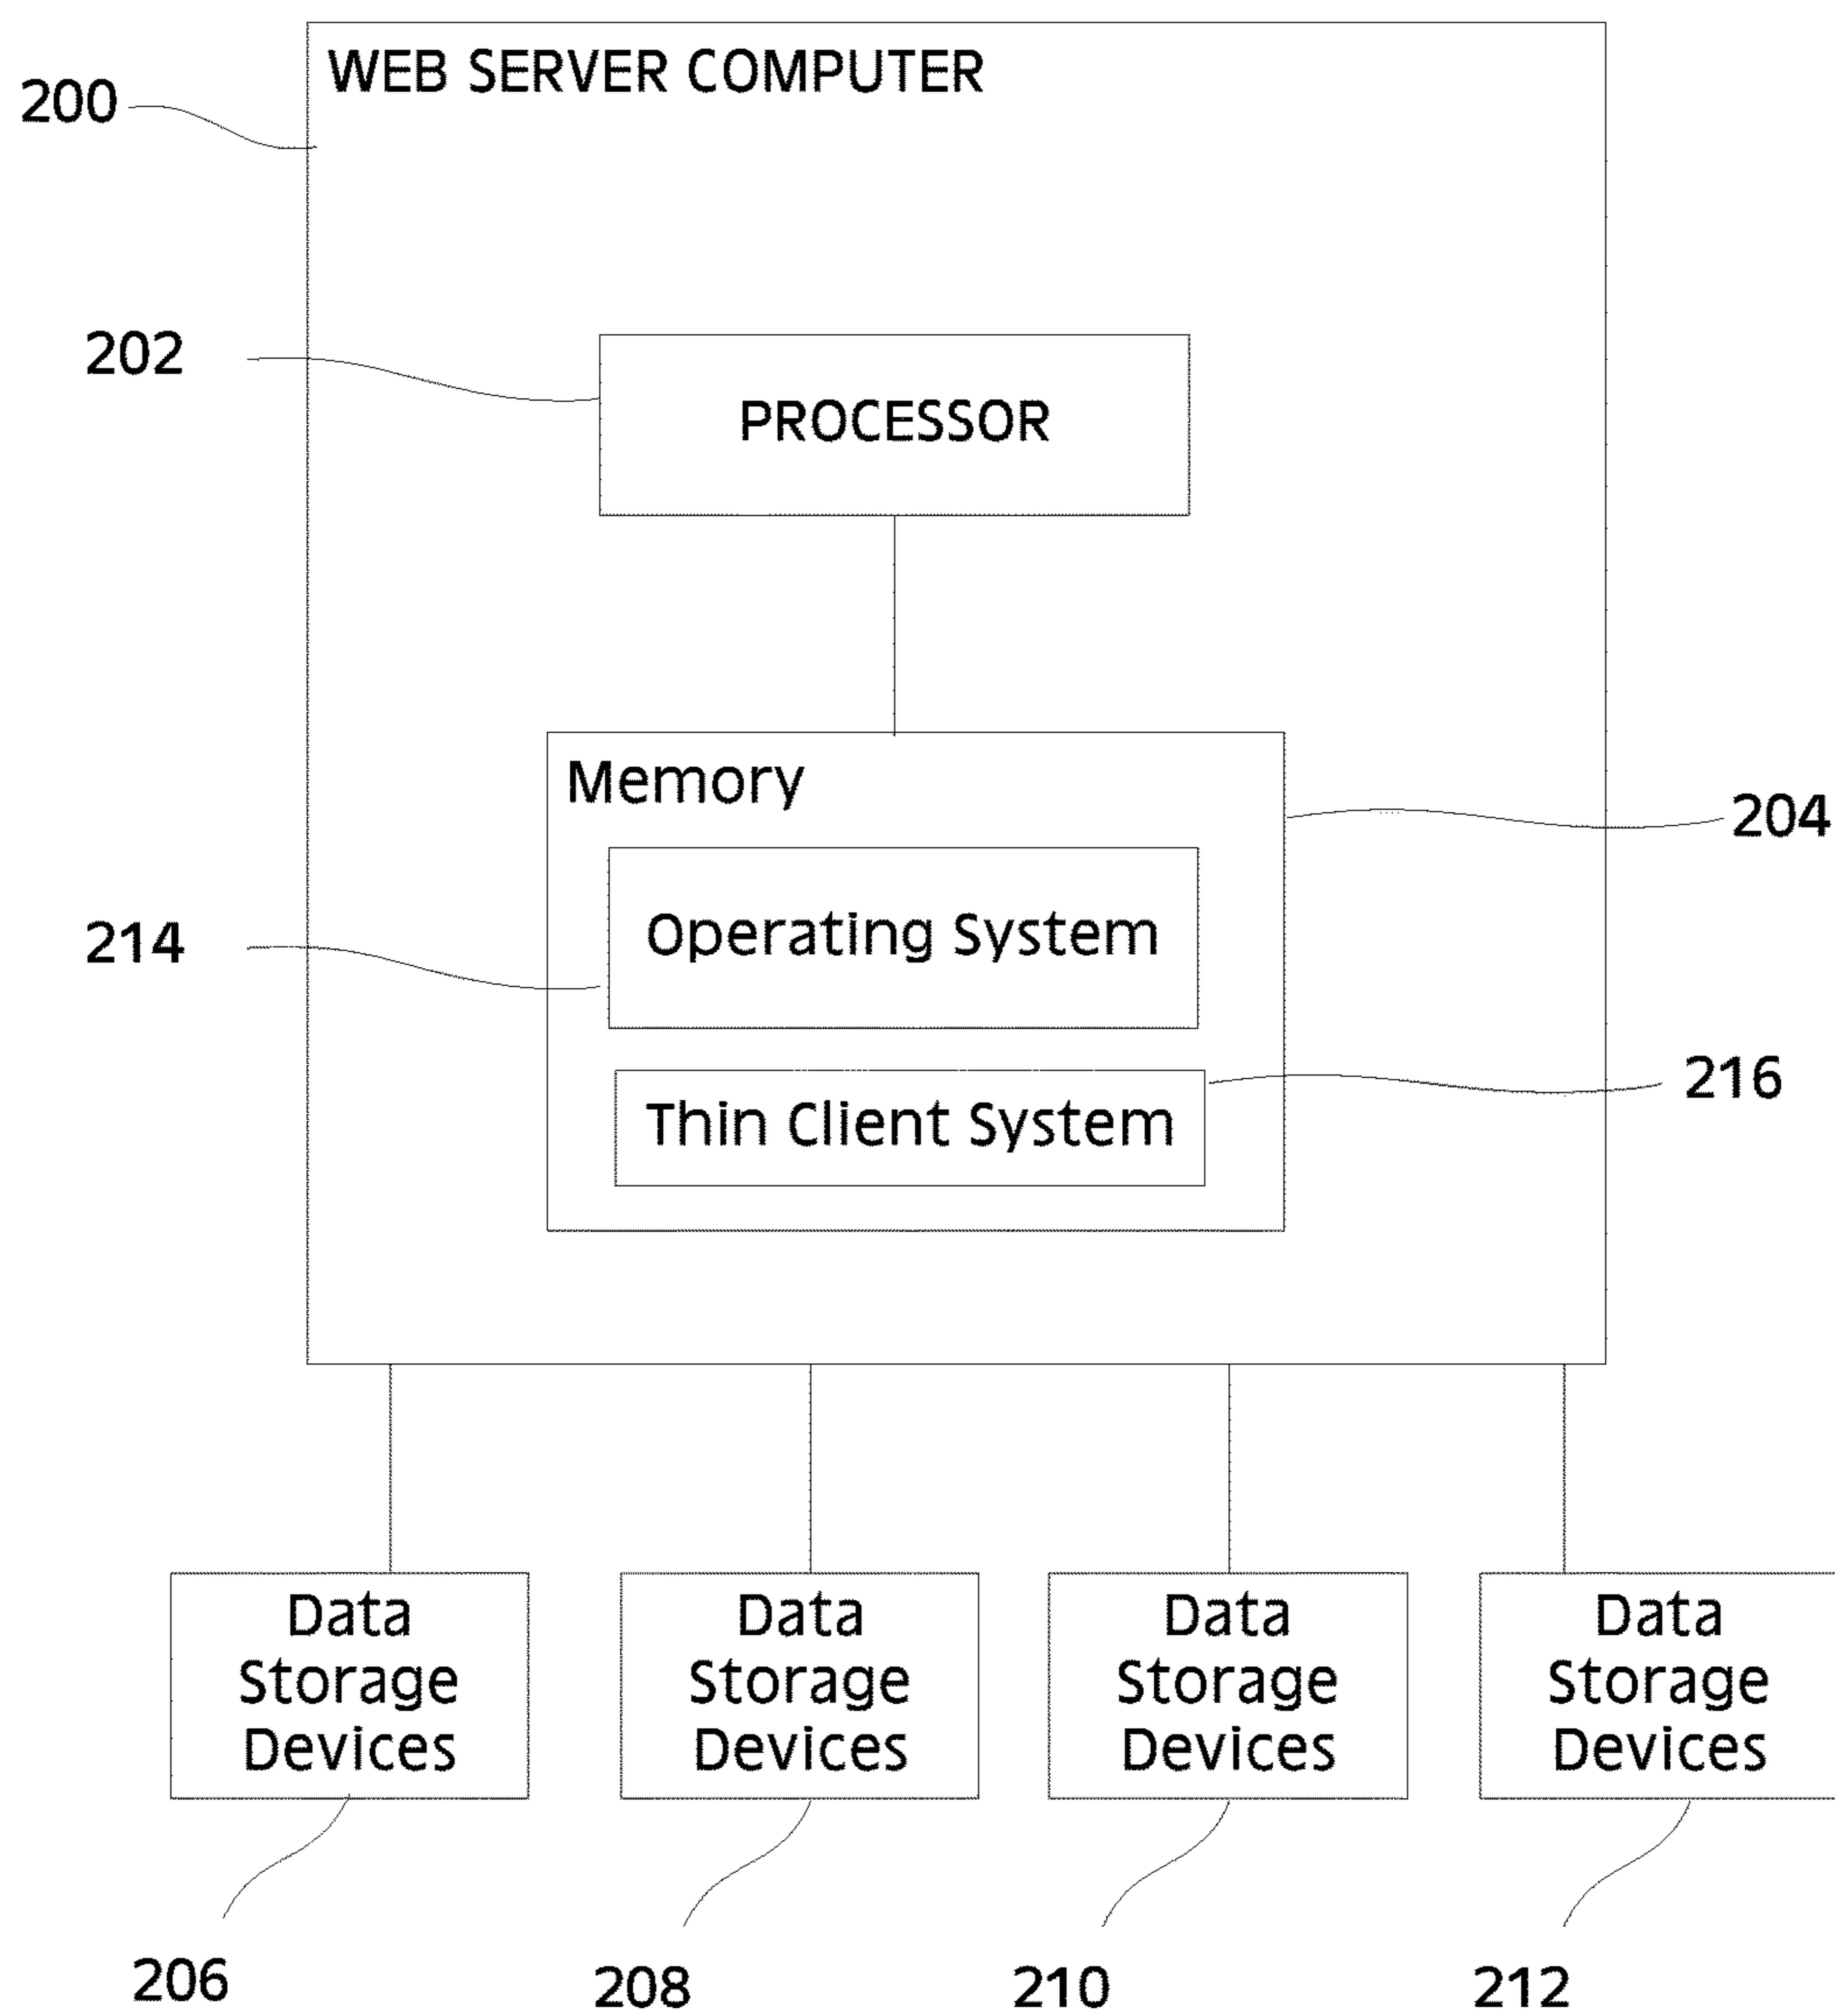 WEB SERVER COMPUTER
200
202
PROCESSOR
Memory
204
Operating System
214
216
Thin Client System
Data
Storage
Devices
Data
Storage
Devices
Data
Storage
Devices
Data
Storage
Devices
206
208
210
212